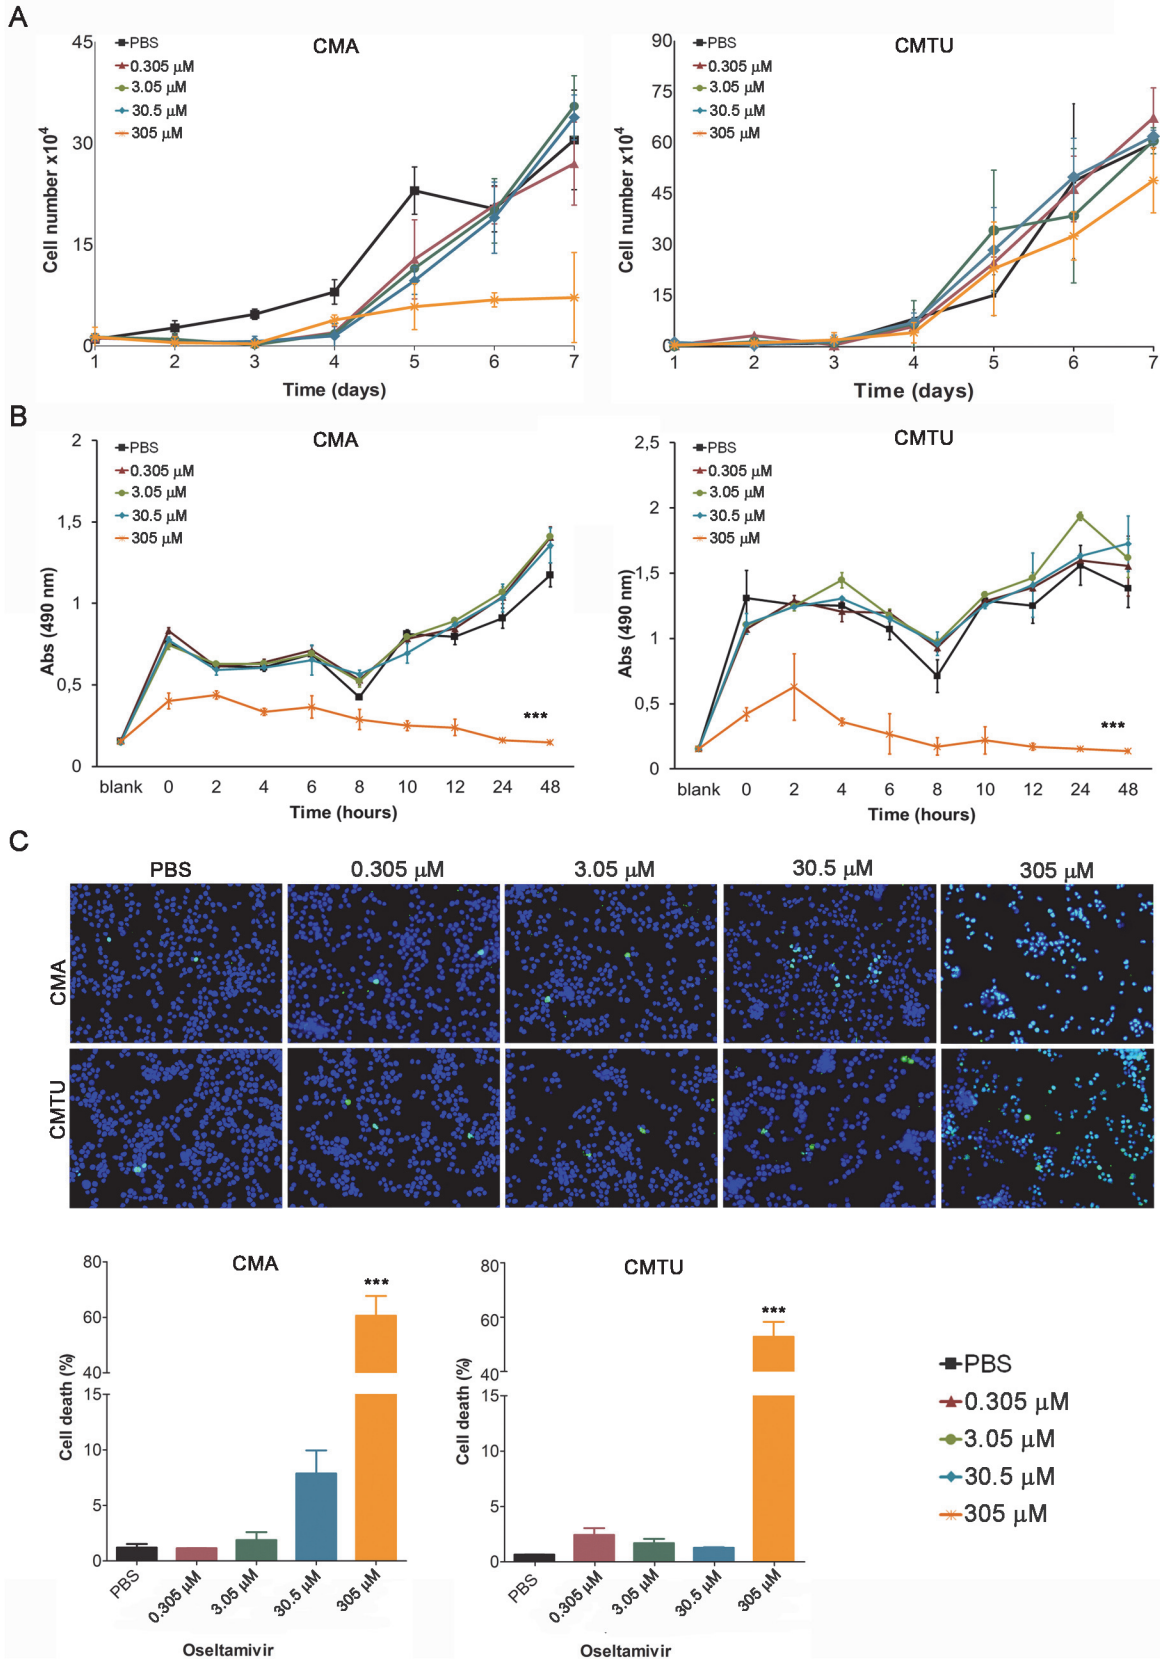 A
CMA
45
30
15
0
Cell number x10⁴
PBS
0.305 µM
3.05 µM
30.5 µM
305 µM
1 2 3 4 5 6 7
Time (days)
CMTU
90
75
60
45
30
15
0
Cell number x10⁴
PBS
0.305 µM
3.05 µM
30.5 µM
305 µM
1 2 3 4 5 6 7
Time (days)
B
CMA
2
1,5
1
0,5
0
Abs (490 nm)
PBS
0.305 µM
3.05 µM
30.5 µM
305 µM
***
blank 0 2 4 6 8 10 12 24 48
Time (hours)
CMTU
2,5
2
1,5
1
0,5
0
Abs (490 nm)
PBS
0.305 µM
3.05 µM
30.5 µM
305 µM
***
blank 0 2 4 6 8 10 12 24 48
Time (hours)
C
PBS 0.305 µM 3.05 µM 30.5 µM 305 µM
CMA
CMTU
CMA
80
60
40
15
10
5
0
Cell death (%)
***
PBS 0.305 µM 3.05 µM 30.5 µM 305 µM
Oseltamivir
CMTU
80
60
40
15
10
5
0
Cell death (%)
***
PBS 0.305 µM 3.05 µM 30.5 µM 305 µM
Oseltamivir
PBS
0.305 µM
3.05 µM
30.5 µM
305 µM